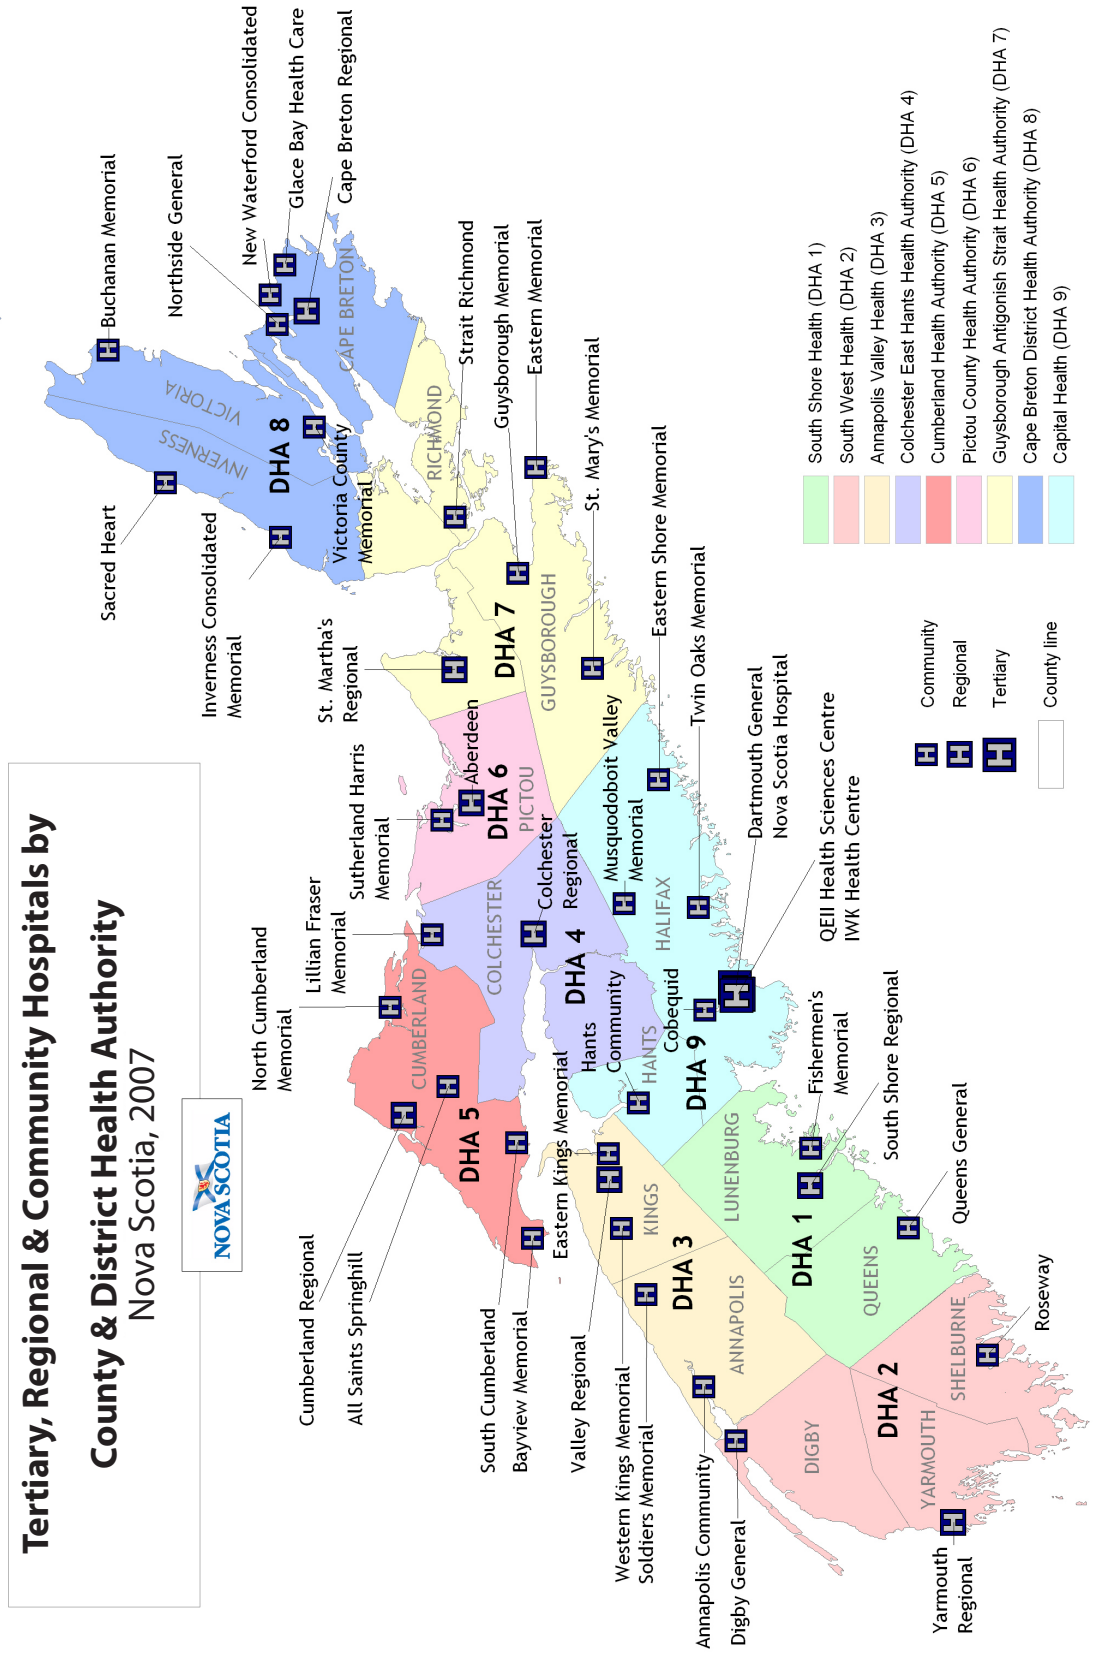 Tertiary, Regional & Community Hospitals by
County & District Health Authority
Nova Scotia, 2007
NOVA SCOTIA
Buchanan Memorial
Northside General
New Waterford Consolidated
Glace Bay Health Care
Cape Breton Regional
Sacred Heart
Inverness Consolidated
Memorial
Victoria County
Memorial
VICTORIA
INVERNESS
CAPE BRETON
DHA 8
RICHMOND
Strait Richmond
Guysborough Memorial
Eastern Memorial
St. Mary's Memorial
St. Martha's
Regional
DHA 7
GUYSBOROUGH
Eastern Shore Memorial
Twin Oaks Memorial
Musquodoboit Valley
Memorial
Dartmouth General
Nova Scotia Hospital
QEII Health Sciences Centre
IWK Health Centre
Sutherland Harris
Memorial
Aberdeen
DHA 6
PICTOU
Colchester
Regional
Lillian Fraser
Memorial
COLCHESTER
DHA 4
HALIFAX
North Cumberland
Memorial
CUMBERLAND
DHA 5
Hants
Community
HANTS
Cobequid
DHA 9
Cumberland Regional
All Saints Springhill
South Cumberland
Bayview Memorial
Eastern Kings Memorial
Valley Regional
Western Kings Memorial
Soldiers Memorial
Annapolis Community
Digby General
KINGS
DHA 3
ANNAPOLIS
LUNENBURG
DHA 1
QUEENS
Fishermen's
Memorial
South Shore Regional
Queens General
Roseway
SHELBURNE
DHA 2
DIGBY
YARMOUTH
Yarmouth
Regional
H Community
H Regional
H Tertiary
County line
South Shore Health (DHA 1)
South West Health (DHA 2)
Annapolis Valley Health (DHA 3)
Colchester East Hants Health Authority (DHA 4)
Cumberland Health Authority (DHA 5)
Pictou County Health Authority (DHA 6)
Guysborough Antigonish Strait Health Authority (DHA 7)
Cape Breton District Health Authority (DHA 8)
Capital Health (DHA 9)